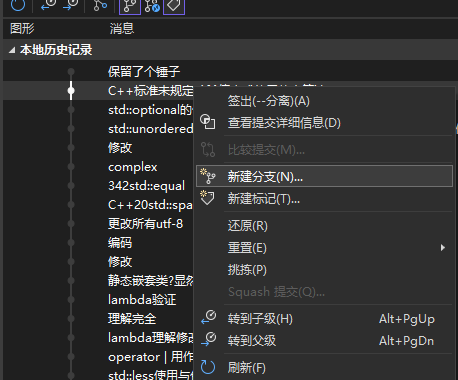 图形 消息
本地历史记录
保留了个锤子
C++标准未规定
签出(--分离)(A)
std::optional的
查看提交详细信息(D)
std::unordered
比较提交(M)...
修改
complex
新建分支(N)...
342std::equal
新建标记(T)...
C++20std::spa
更改所有utf-8
还原(R)
编码
重置(E)
修改
挑拣(P)
静态嵌套类?显然
Squash 提交(Q)...
lambda验证
理解完全
转到子级(H) Alt+PgUp
lambda理解修改
转到父级 Alt+PgDn
operator | 用作
刷新(F)
std::less使用与